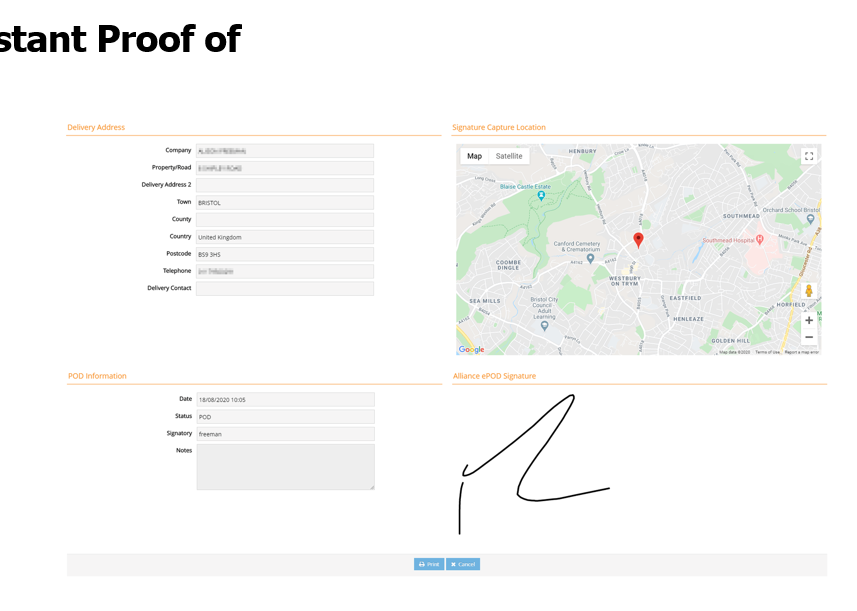 stant Proof of
Delivery Address
Company
Property/Road
Delivery Address 2
Town BRISTOL
County
Country United Kingdom
Postcode BS9 3HS
Telephone
Delivery Contact
Signature Capture Location
Map Satellite
HENBURY
Blaise Castle Estate
Orchard School Bristol
SOUTHMEAD
Southmead Hospital
Canford Cemetery
& Crematorium
COOMBE
DINGLE
WESTBURY
ON TRYM
SEA MILLS
Bristol City
Council
Adult
Learning
EASTFIELD
HORFIELD
HENLEAZE
GOLDEN HILL
Google
Map data ©2020 Terms of Use Report a map error
POD Information
Date 18/08/2020 10:05
Status POD
Signatory freeman
Notes
Alliance ePOD Signature
Print Cancel